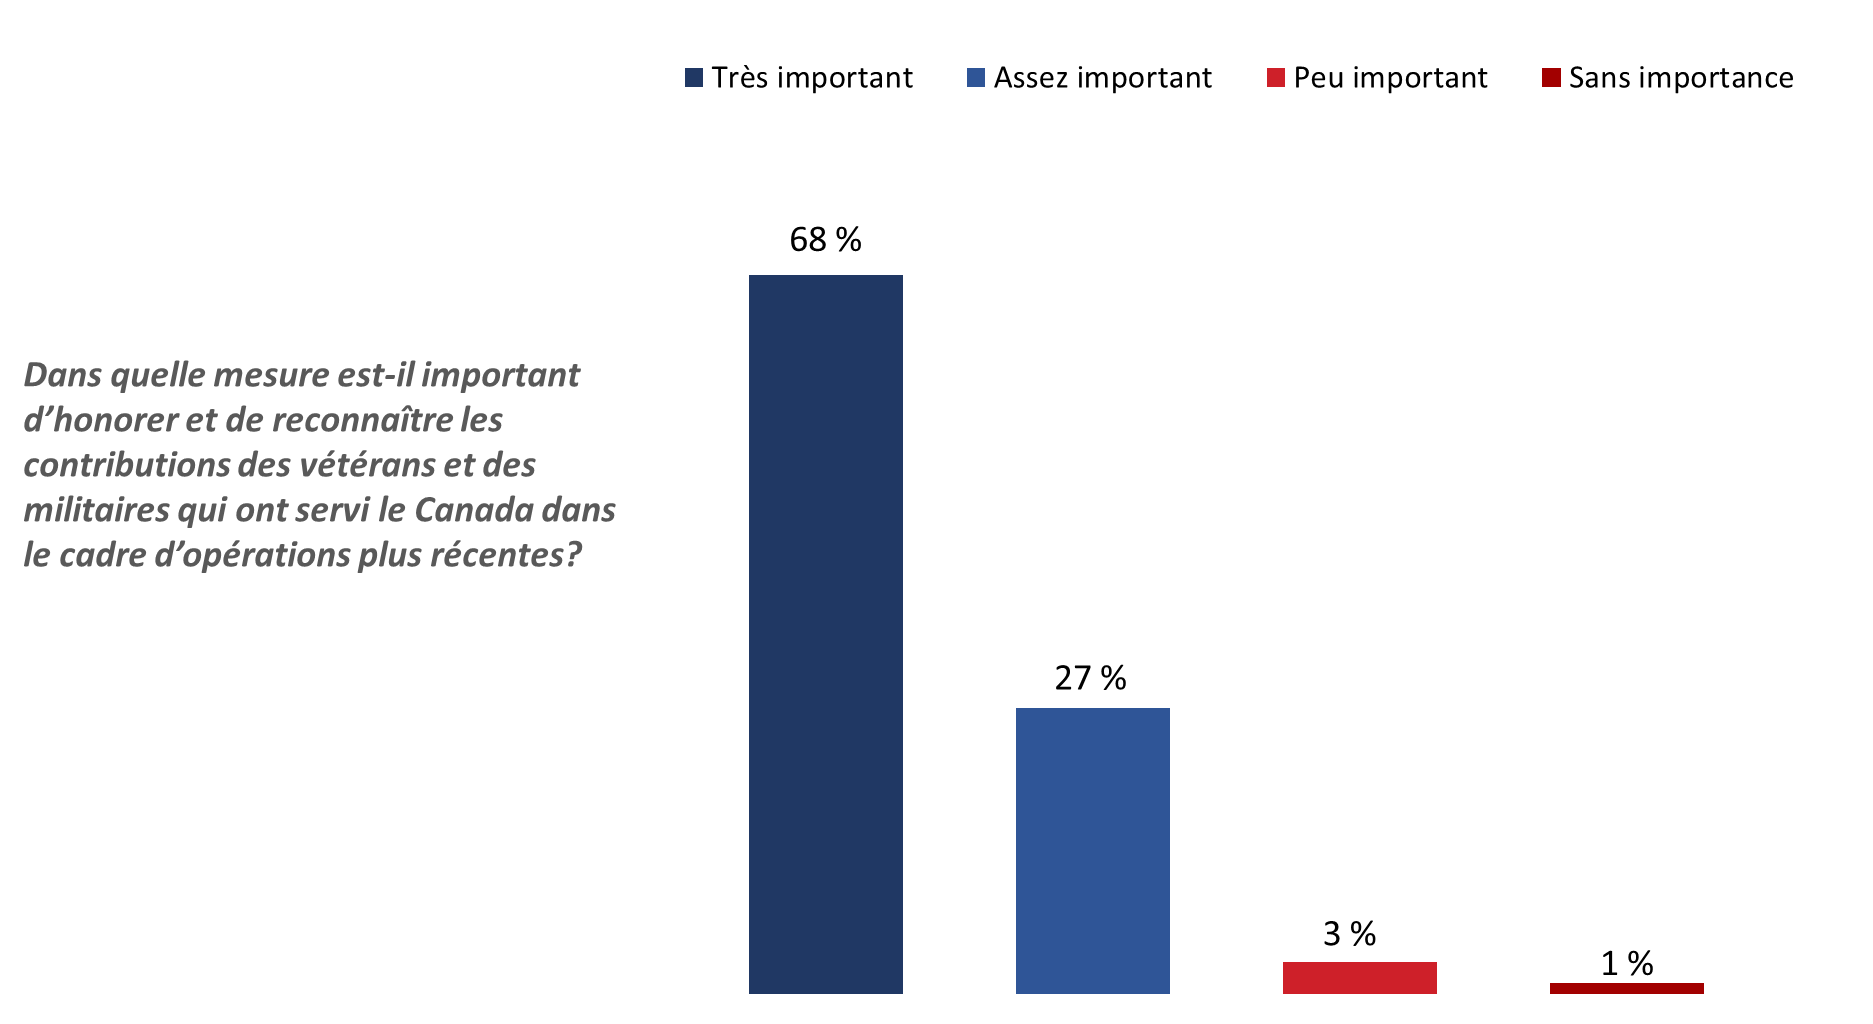 Très important Assez important Peu important Sans importance
68 %
Dans quelle mesure est-il important
d’honorer et de reconnaître les
contributions des vétérans et des
militaires qui ont servi le Canada dans
le cadre d’opérations plus récentes?
27 %
3 %
1 %